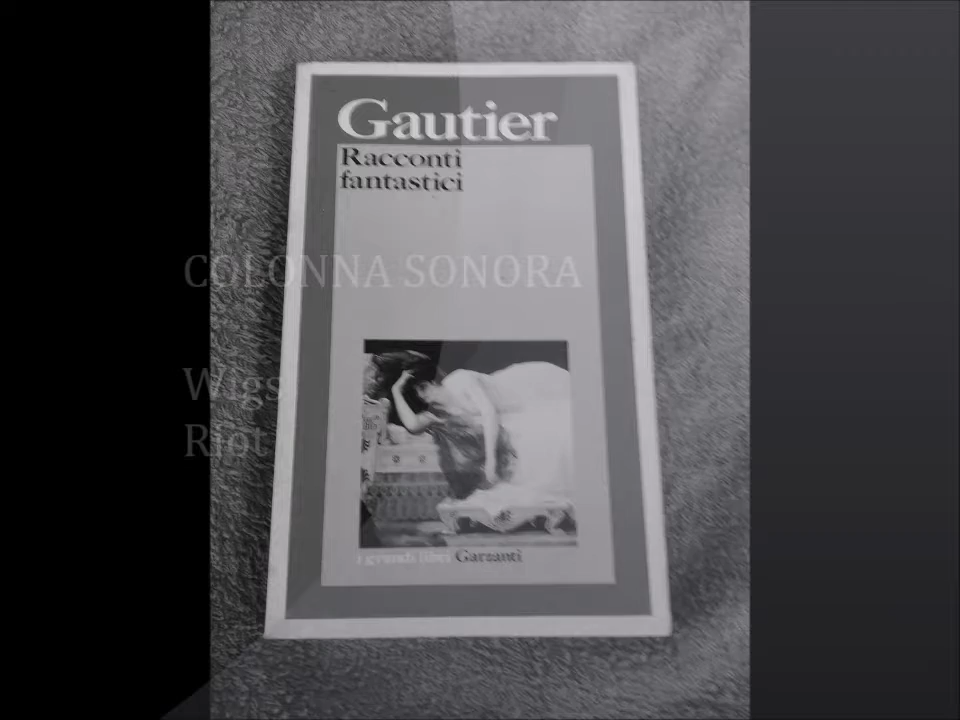 Gautier
Racconti
fantastici
COLONNA SONORA
Wigs
Riot
i grandi libri Garzanti